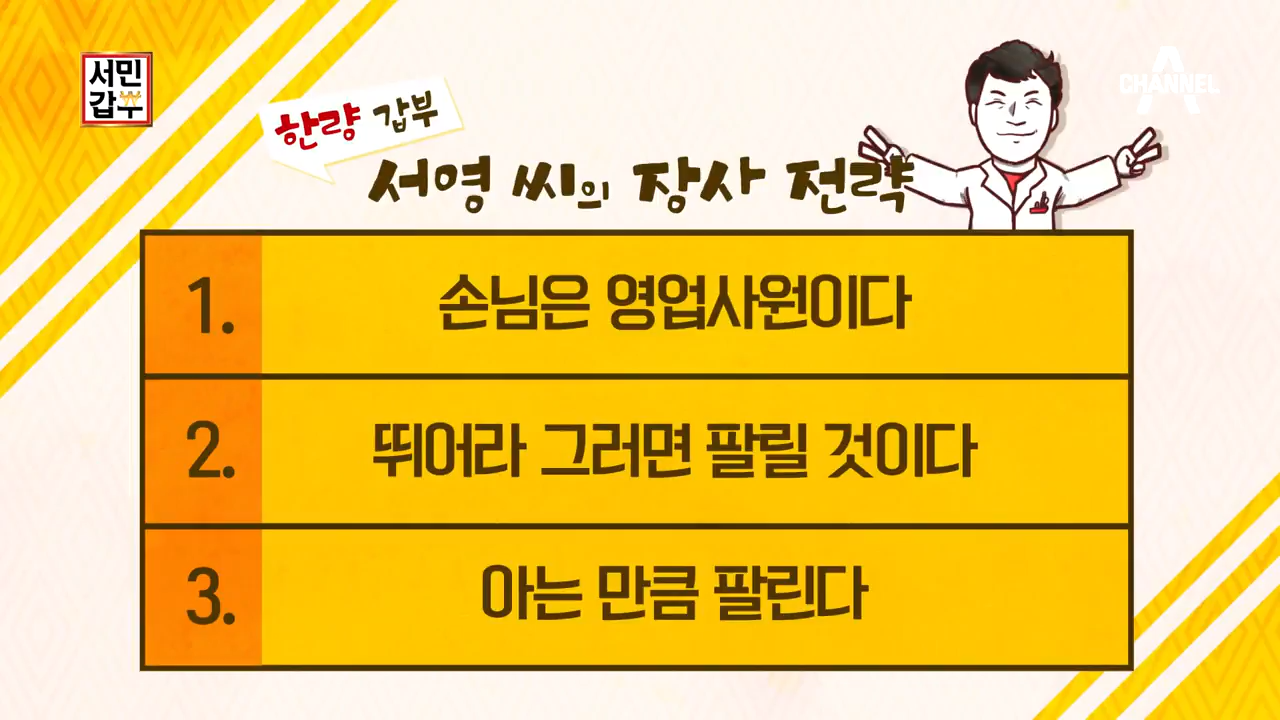 서민
갑부
CHANNEL A
한량 갑부
서영 씨의 장사 전략
1. 손님은 영업사원이다
2. 뛰어라 그러면 팔릴 것이다
3. 아는 만큼 팔린다